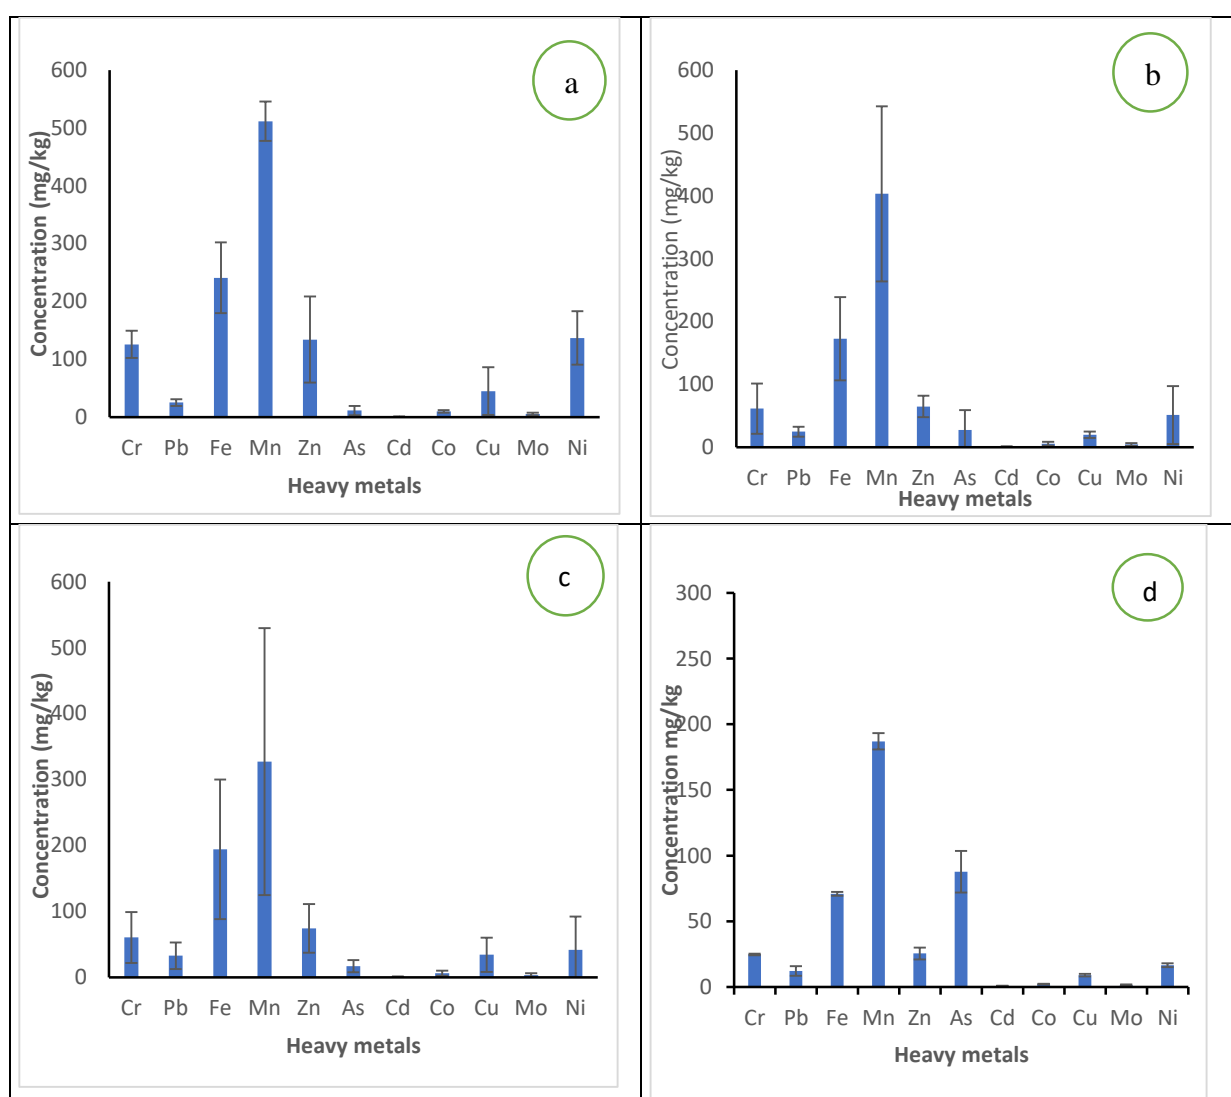 a
600
500
400
300
200
100
0
Concentration (mg/kg)
Cr Pb Fe Mn Zn As Cd Co Cu Mo Ni
Heavy metals
b
600
500
400
300
200
100
0
Concentration (mg/kg)
Cr Pb Fe Mn Zn As Cd Co Cu Mo Ni
Heavy metals
c
600
500
400
300
200
100
0
Concentration (mg/kg)
Cr Pb Fe Mn Zn As Cd Co Cu Mo Ni
Heavy metals
d
300
250
200
150
100
50
0
Concentration mg/kg
Cr Pb Fe Mn Zn As Cd Co Cu Mo Ni
Heavy metals